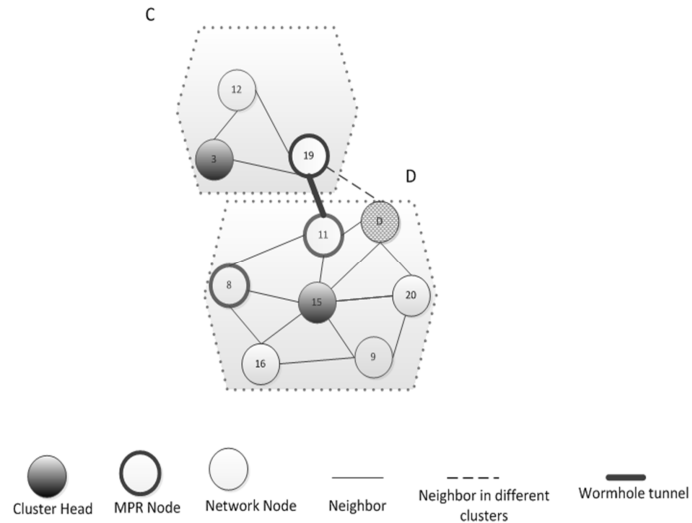 C
12
3
19
D
11
D
8
15
20
16
9
Cluster Head
MPR Node
Network Node
Neighbor
Neighbor in different
clusters
Wormhole tunnel